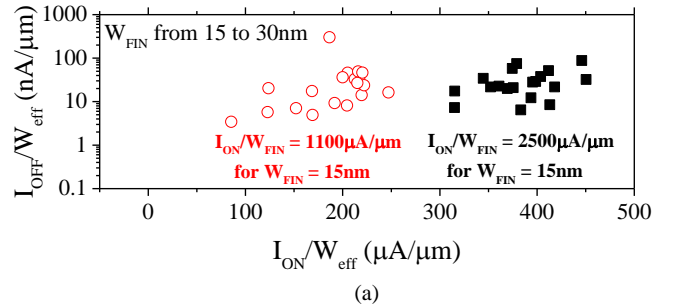 W_FIN from 15 to 30nm
1000
100
10
1
0.1
I_OFF/W_eff (nA/μm)
I_ON/W_FIN = 1100μA/μm
for W_FIN = 15nm
I_ON/W_FIN = 2500μA/μm
for W_FIN = 15nm
0 100 200 300 400 500
I_ON/W_eff (μA/μm)
(a)